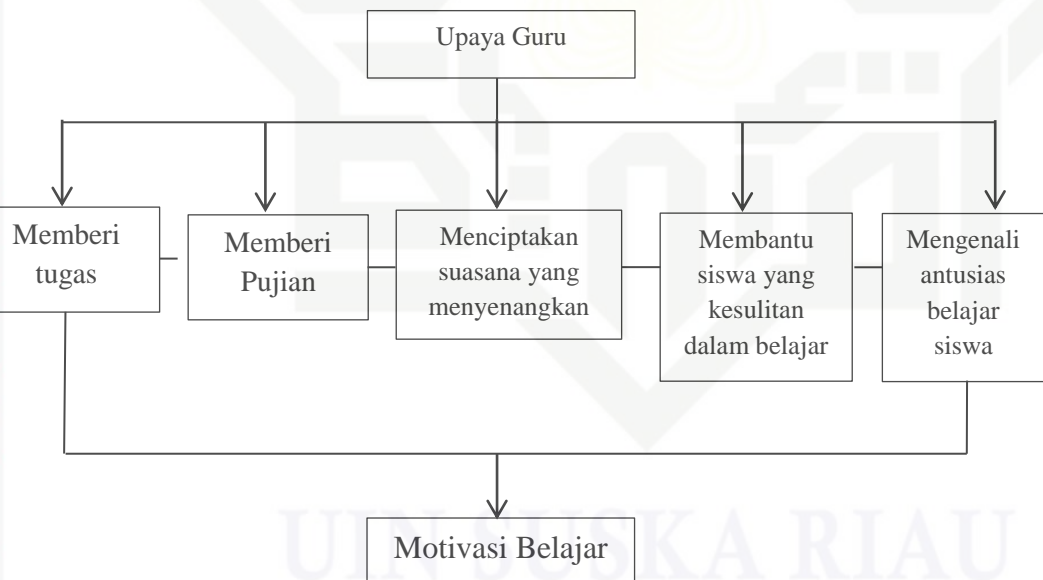 Upaya Guru
Memberi
tugas
Memberi
Pujian
Menciptakan
suasana yang
menyenangkan
Membantu
siswa yang
kesulitan
dalam belajar
Mengenali
antusias
belajar
siswa
Motivasi Belajar
UIN SUSKA RIAU